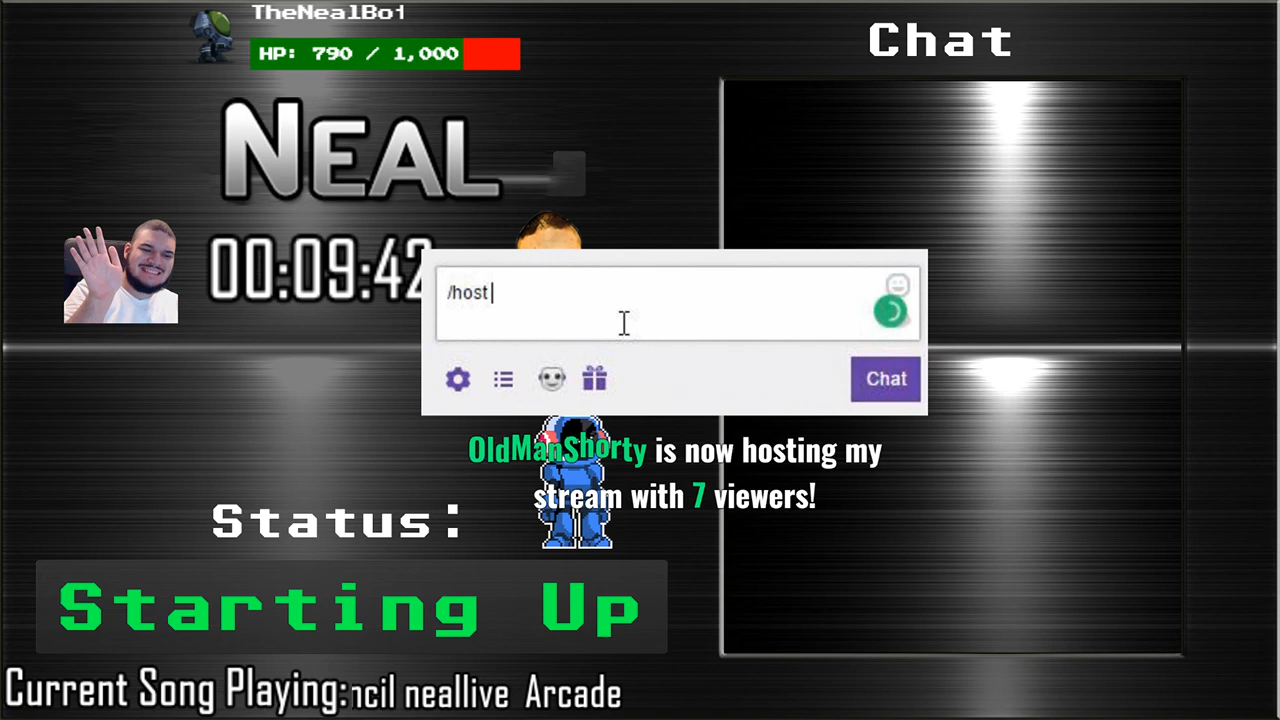 TheNealBot
HP: 790 / 1,000
Chat
NEAL
00:09:42
/host
Chat
OldManShorty is now hosting my
stream with 7 viewers!
Status:
Starting Up
Current Song Playing: neallive Arcade